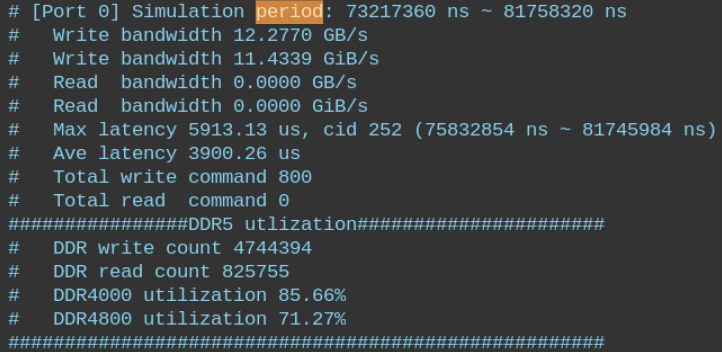 # [Port 0] Simulation period: 73217360 ns ~ 81758320 ns
#   Write bandwidth 12.2770 GB/s
#   Write bandwidth 11.4339 GiB/s
#   Read  bandwidth 0.0000 GB/s
#   Read  bandwidth 0.0000 GiB/s
#   Max latency 5913.13 us, cid 252 (75832854 ns ~ 81745984 ns)
#   Ave latency 3900.26 us
#   Total write command 800
#   Total read  command 0
################DDR5 utlization######################
#   DDR write count 4744394
#   DDR read count 825755
#   DDR4000 utilization 85.66%
#   DDR4800 utilization 71.27%
#####################################################